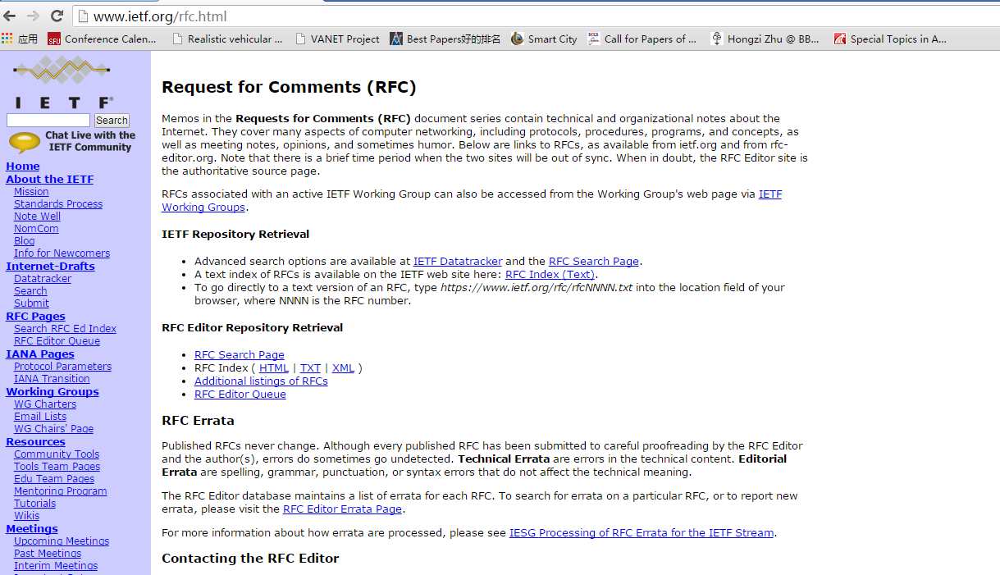 www.ietf.org/rfc.html
应用
SFU
Conference Calen...
Realistic vehicular ...
VANET Project
Best Papers好的排名
Smart City
Call for Papers of ...
Hongzi Zhu @ BB...
Special Topics in A...
I E T F®
Search
Chat Live with the
IETF Community
Home
About the IETF
Mission
Standards Process
Note Well
NomCom
Blog
Info for Newcomers
Internet-Drafts
Datatracker
Search
Submit
RFC Pages
Search RFC Ed Index
RFC Editor Queue
IANA Pages
Protocol Parameters
IANA Transition
Working Groups
WG Charters
Email Lists
WG Chairs' Page
Resources
Community Tools
Tools Team Pages
Edu Team Pages
Mentoring Program
Tutorials
Wikis
Meetings
Upcoming Meetings
Past Meetings
Interim Meetings
Request for Comments (RFC)
Memos in the Requests for Comments (RFC) document series contain technical and organizational notes about the
Internet. They cover many aspects of computer networking, including protocols, procedures, programs, and concepts, as
well as meeting notes, opinions, and sometimes humor. Below are links to RFCs, as available from ietf.org and from rfc-
editor.org. Note that there is a brief time period when the two sites will be out of sync. When in doubt, the RFC Editor site is
the authoritative source page.
RFCs associated with an active IETF Working Group can also be accessed from the Working Group's web page via IETF
Working Groups.
IETF Repository Retrieval
• Advanced search options are available at IETF Datatracker and the RFC Search Page.
• A text index of RFCs is available on the IETF web site here: RFC Index (Text).
• To go directly to a text version of an RFC, type https://www.ietf.org/rfc/rfcNNNN.txt into the location field of your
browser, where NNNN is the RFC number.
RFC Editor Repository Retrieval
• RFC Search Page
• RFC Index ( HTML | TXT | XML )
• Additional listings of RFCs
• RFC Editor Queue
RFC Errata
Published RFCs never change. Although every published RFC has been submitted to careful proofreading by the RFC Editor
and the author(s), errors do sometimes go undetected. Technical Errata are errors in the technical content. Editorial
Errata are spelling, grammar, punctuation, or syntax errors that do not affect the technical meaning.
The RFC Editor database maintains a list of errata for each RFC. To search for errata on a particular RFC, or to report new
errata, please visit the RFC Editor Errata Page.
For more information about how errata are processed, please see IESG Processing of RFC Errata for the IETF Stream.
Contacting the RFC Editor